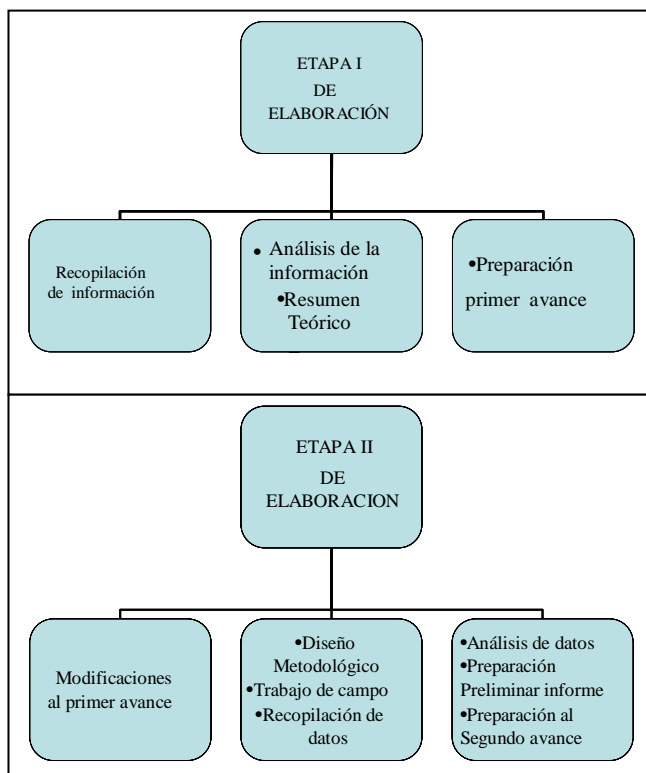 ETAPA I
DE
ELABORACIÓN
Recopilación
de información
• Análisis de la
información
•Resumen
Teórico
•Preparación
primer avance
ETAPA II
DE
ELABORACION
Modificaciones
al primer avance
•Diseño
Metodológico
•Trabajo de campo
•Recopilación de
datos
•Análisis de datos
•Preparación
Preliminar informe
•Preparación al
Segundo avance